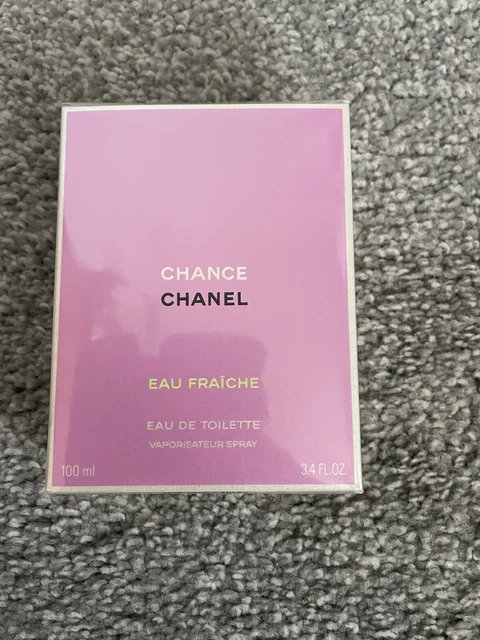 CHANCE
CHANEL
EAU FRAÎCHE
EAU DE TOILETTE
VAPORISATEUR SPRAY
100 ml 3.4 FL.OZ.